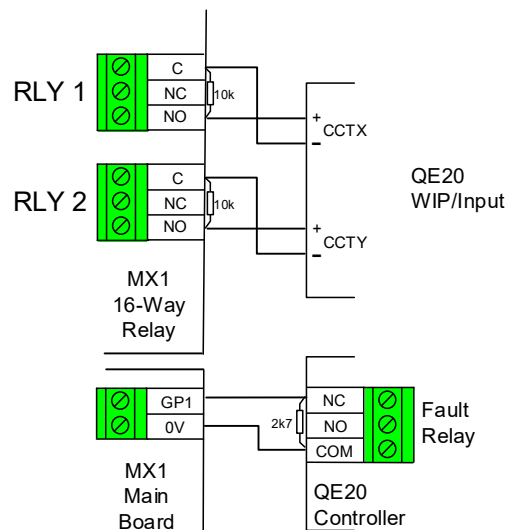 RLY 1
C
NC
NO
10k
+
CCTX
-
RLY 2
C
NC
NO
10k
+
CCTY
-
QE20
WIP/Input
MX1
16-Way
Relay
GP1
0V
MX1
Main
Board
2k7
NC
NO
COM
Fault
Relay
QE20
Controller